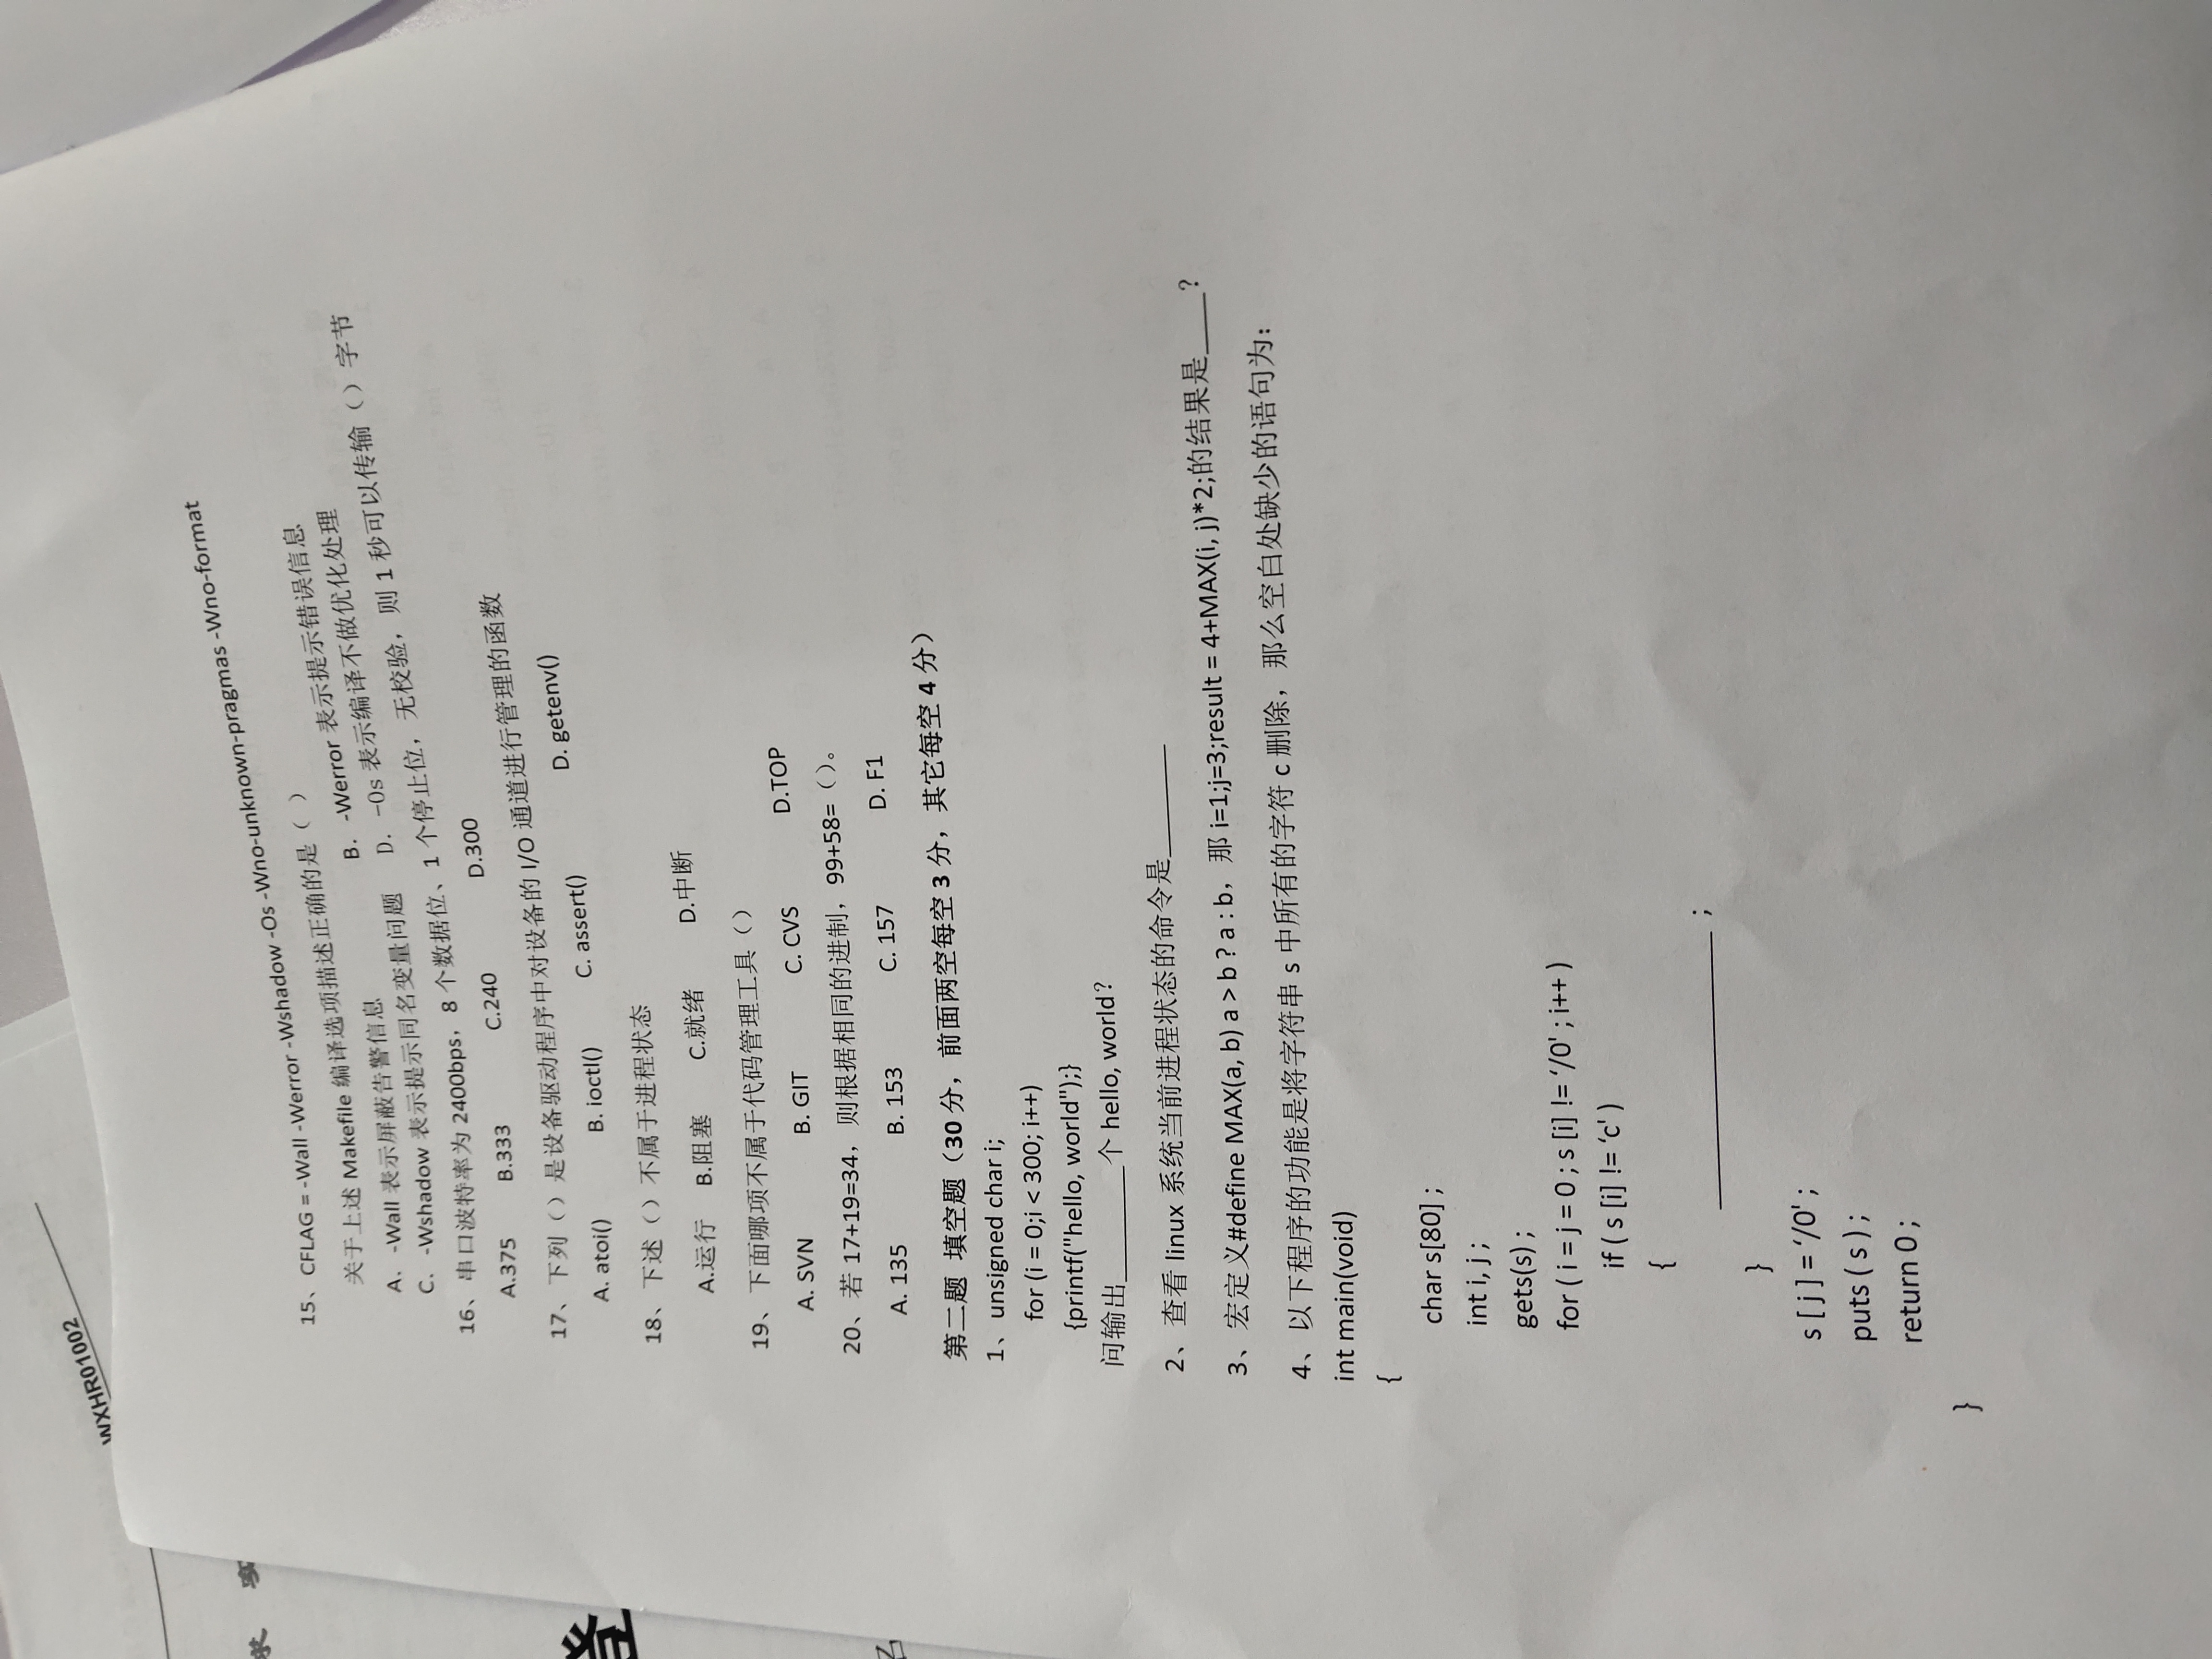 WXHR01002
15、CFLAG = -Wall -Werror -Wshadow -Os -Wno-unknown-pragmas -Wno-format
关于上述 Makefile 编译选项描述正确的是（ ）
A. -Wall 表示屏蔽告警信息 B. -Werror 表示提示错误信息
C. -Wshadow 表示提示同名变量问题 D. -Os 表示编译不做优化处理
16、串口波特率为 2400bps，8 个数据位、1 个停止位，无校验，则 1 秒可以传输（）字节
A.375 B.333 C.240 D.300
17、下列（）是设备驱动程序中对设备的 I/O 通道进行管理的函数
A. atoi() B. ioctl() C. assert() D. getenv()
18、下述（）不属于进程状态
A.运行 B.阻塞 C.就绪 D.中断
19、下面哪项不属于代码管理工具（）
A. SVN B. GIT C. CVS D.TOP
20、若 17+19=34，则根据相同的进制，99+58=（）。
A. 135 B. 153 C. 157 D. F1
第二题 填空题（30 分，前面两空每空 3 分，其它每空 4 分）
1、unsigned char i;
for (i = 0;i < 300; i++)
{printf("hello, world");}
问输出______个 hello, world？
2、查看 linux 系统当前进程状态的命令是______
3、宏定义#define MAX(a, b) a > b ? a : b，那 i=1;j=3;result = 4+MAX(i, j)*2;的结果是____？
4、以下程序的功能是将字符串 s 中所有的字符 c 删除，那么空白处缺少的语句为：
int main(void)
{
char s[80] ;
int i, j ;
gets(s) ;
for ( i = j = 0 ; s [i] != '/0' ; i++ )
if ( s [i] != 'c' )
{
______________ ;
}
s [ j ] = '/0' ;
puts ( s ) ;
return 0 ;
}